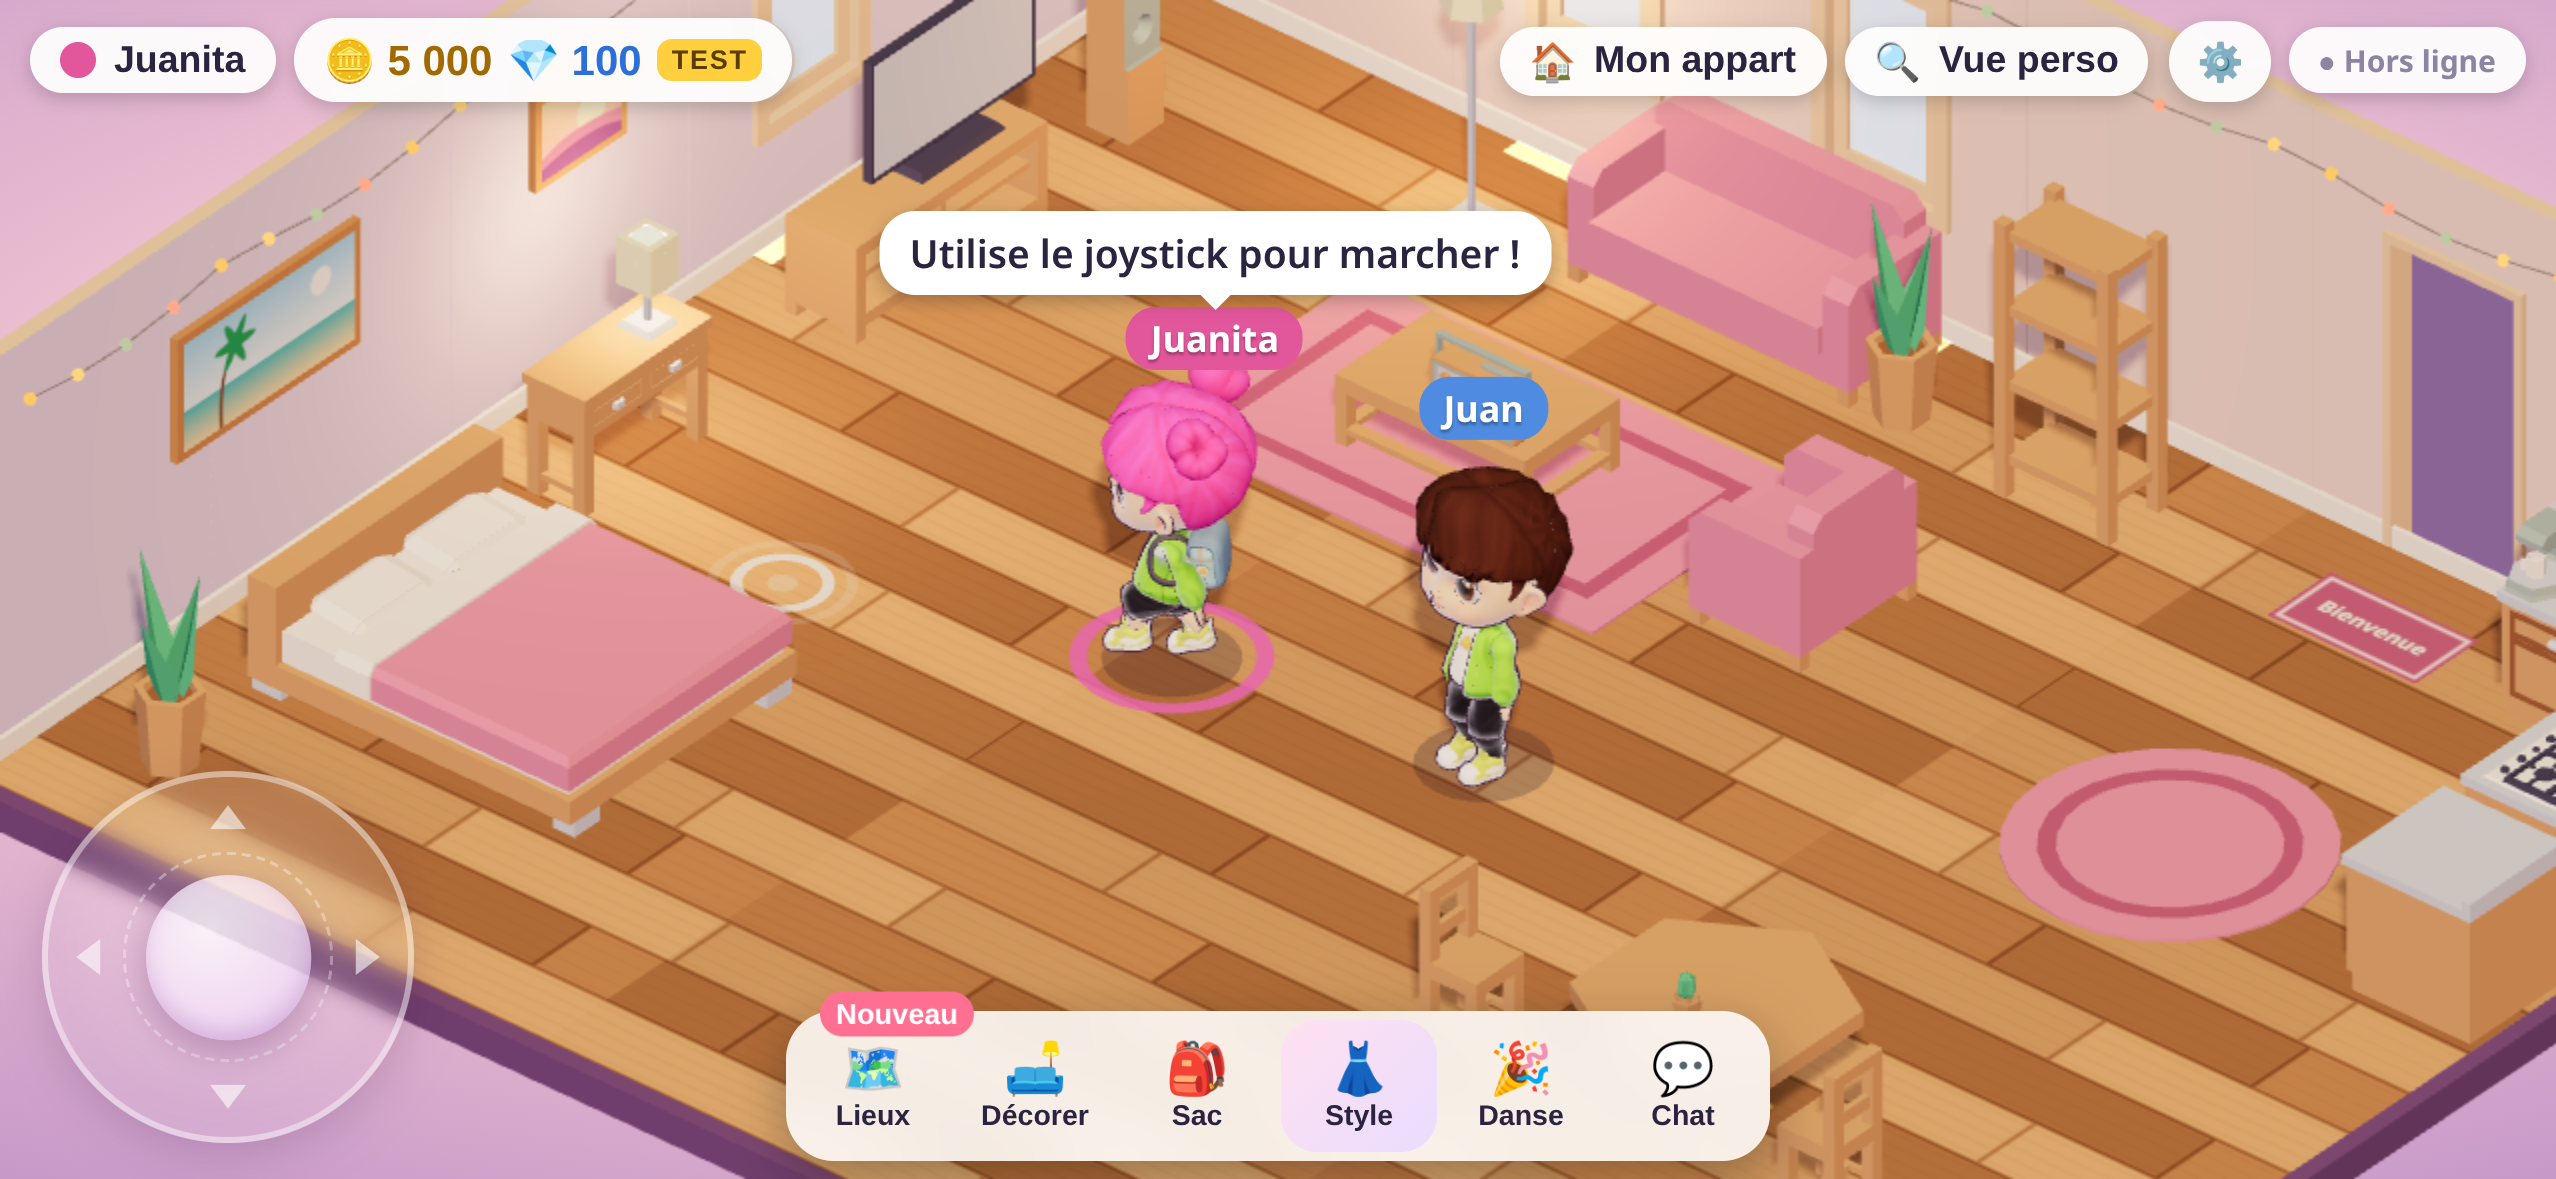 Juanita
5 000 100 TEST
Mon appart
Vue perso
Hors ligne
Utilise le joystick pour marcher !
Juanita
Juan
Bienvenue
Nouveau
Lieux
Décorer
Sac
Style
Danse
Chat